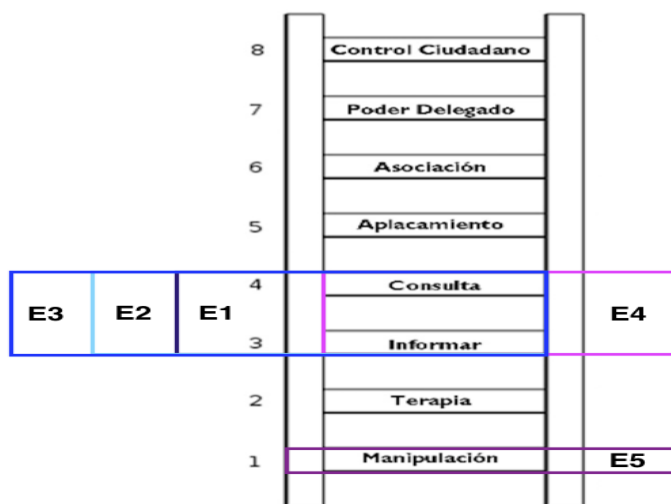 8 Control Ciudadano
7 Poder Delegado
6 Asociación
5 Aplacamiento
E3 E2 E1 4 Consulta E4
3 Informar
2 Terapia
1 Manipulación E5